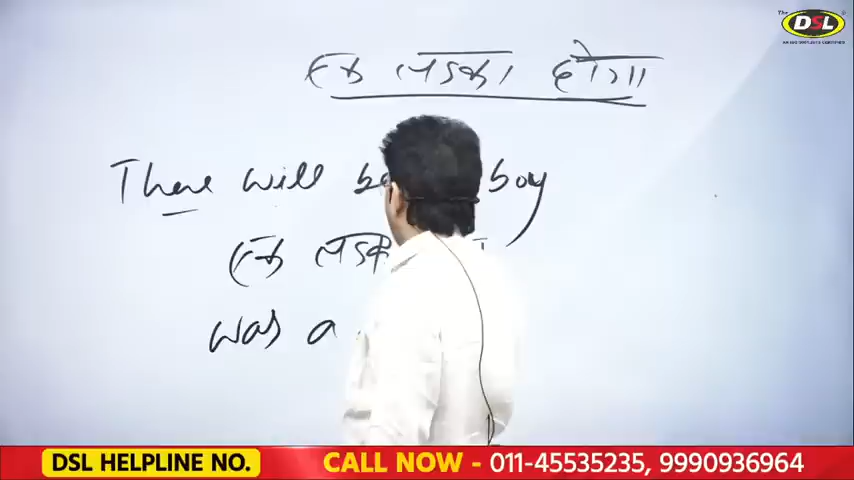 DSL
एक लड़का होगा
There will be boy
एक लड़का
was a
DSL HELPLINE NO. CALL NOW - 011-45535235, 9990936964